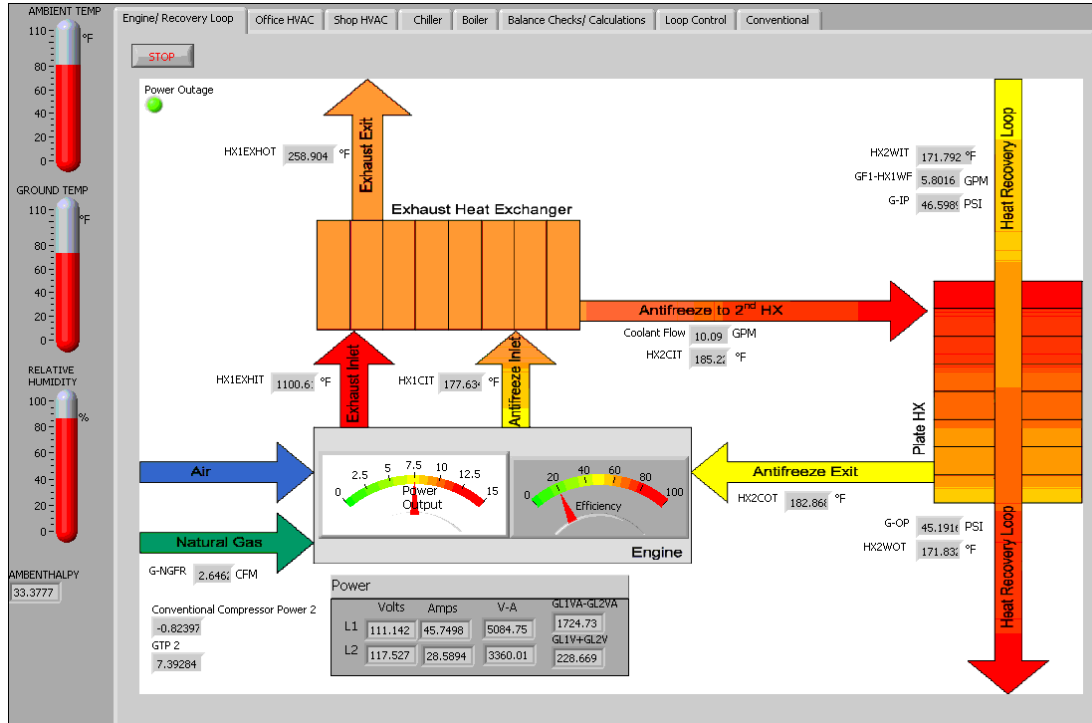 AMBIENT TEMP
110
°F
80
60
40
20
0
GROUND TEMP
110
°F
80
60
40
20
0
RELATIVE
HUMIDITY
100
%
80
60
40
20
0
AMBENTHALPY
33.3777
Engine/ Recovery Loop
Office HVAC
Shop HVAC
Chiller
Boiler
Balance Checks/ Calculations
Loop Control
Conventional
STOP
Power Outage
HX1EXHOT 258.904 °F
Exhaust Exit
Exhaust Heat Exchanger
HX2WIT 171.792 °F
GF1-HX1WF 5.8016 GPM
G-IP 46.598 PSI
Heat Recovery Loop
Antifreeze to 2nd HX
Coolant Flow 10.09 GPM
HX2CIT 185.22 °F
HX1EXHIT 1100.61 °F
Exhaust Inlet
HX1CIT 177.634 °F
Antifreeze Inlet
Plate HX
Air
0 2.5 5 7.5 10 12.5 15
Power
Output
0 20 40 60 80 100
Efficiency
Antifreeze Exit
HX2COT 182.868 °F
Natural Gas
Engine
G-OP 45.191 PSI
HX2WOT 171.832 °F
Heat Recovery Loop
G-NGFR 2.646 CFM
Conventional Compressor Power 2
-0.82397
GTP 2
7.39284
Power
Volts Amps V-A GL1VA-GL2VA
L1 111.142 45.7498 5084.75 1724.73
GL1V+GL2V
L2 117.527 28.5894 3360.01 228.669